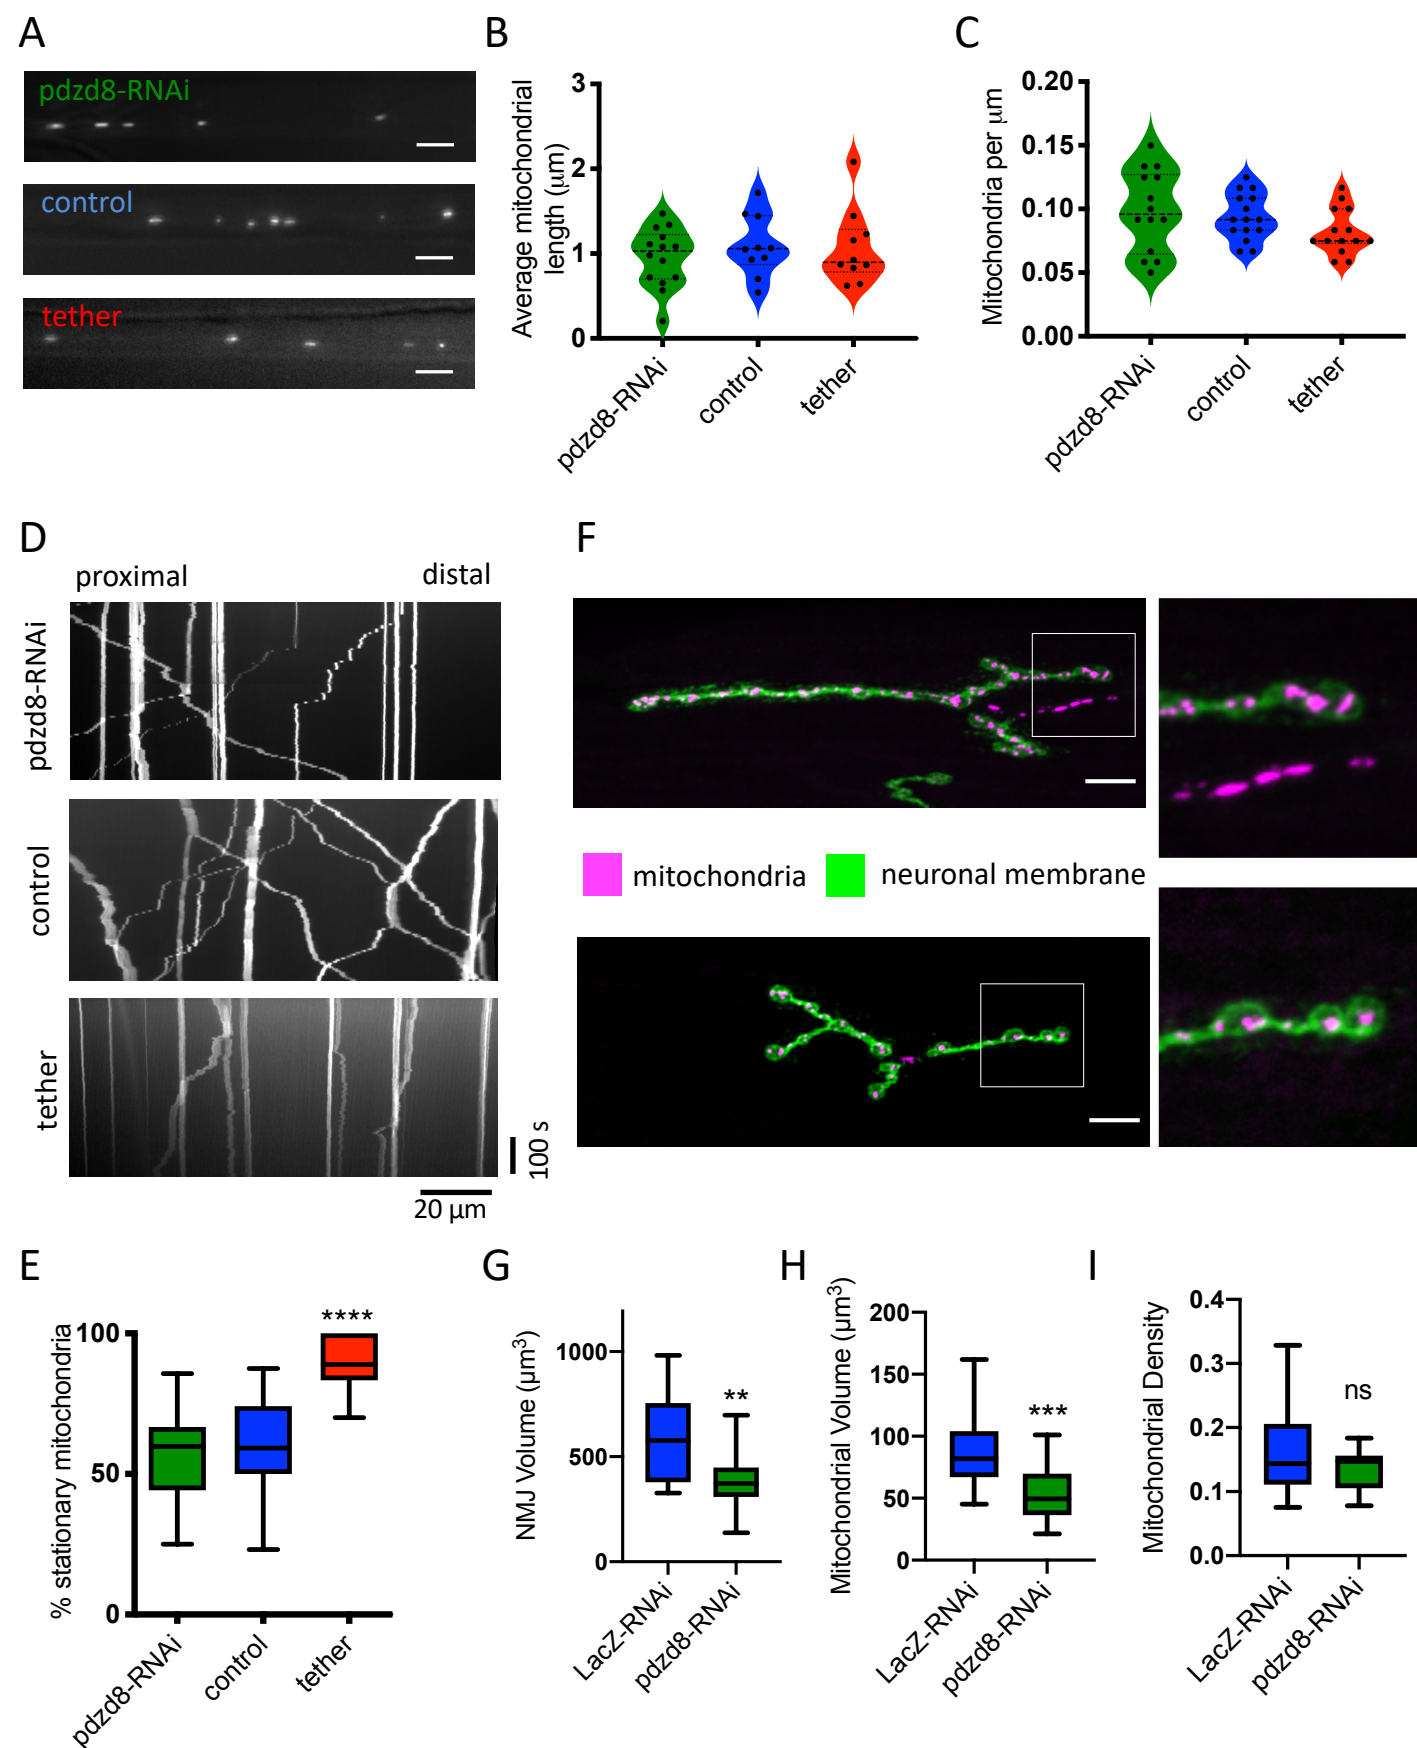 A
pdzd8-RNAi
control
tether
B
Average mitochondrial
length (μm)
3
2
1
0
pdzd8-RNAi
control
tether
C
Mitochondria per μm
0.20
0.15
0.10
0.05
0.00
pdzd8-RNAi
control
tether
D
proximal
distal
pdzd8-RNAi
control
tether
100 s
20 μm
F
mitochondria
neuronal membrane
E
% stationary mitochondria
100
50
0
****
pdzd8-RNAi
control
tether
G
NMJ Volume (μm³)
1000
500
0
**
LacZ-RNAi
pdzd8-RNAi
H
Mitochondrial Volume (μm³)
200
150
100
50
0
***
LacZ-RNAi
pdzd8-RNAi
I
Mitochondrial Density
0.4
0.3
0.2
0.1
0.0
ns
LacZ-RNAi
pdzd8-RNAi